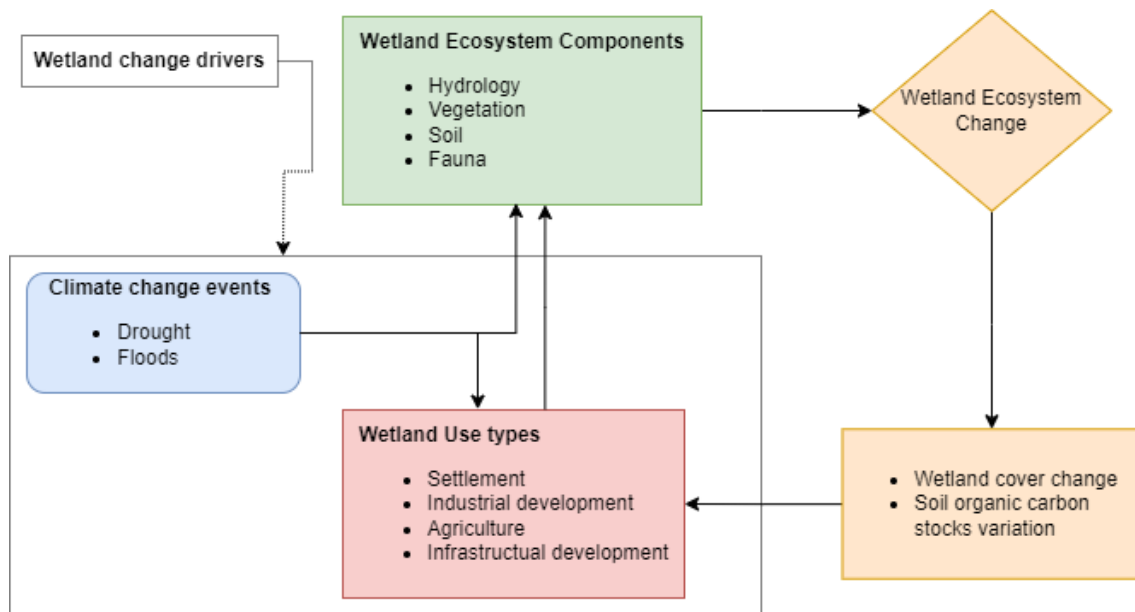 Wetland change drivers
Wetland Ecosystem Components
• Hydrology
• Vegetation
• Soil
• Fauna
Wetland Ecosystem
Change
Climate change events
• Drought
• Floods
Wetland Use types
• Settlement
• Industrial development
• Agriculture
• Infrastructual development
• Wetland cover change
• Soil organic carbon
stocks variation